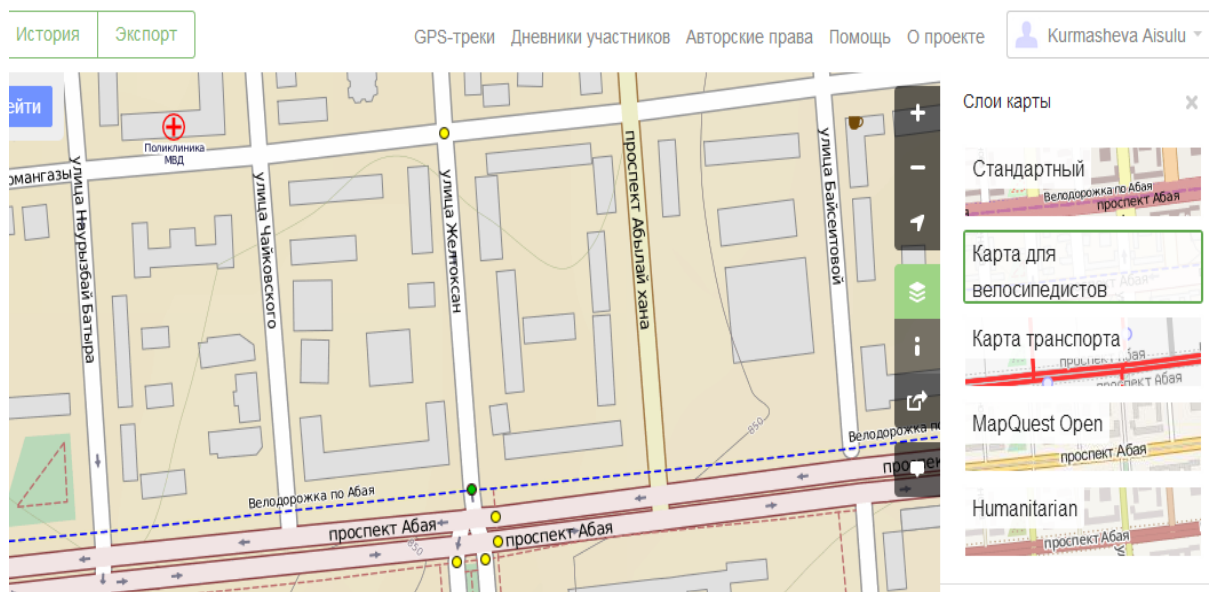 История Экспорт
GPS-треки Дневники участников Авторские права Помощь О проекте Kurmasheva Aisulu
ейти
Поликлиника
МВД
омангазы
улица Наурызбай Батыра
улица Чайковского
улица Желтоксан
проспект Абылай хана
улица Байсеитовой
850
Велодорожка по
Велодорожка по Абая
проспект Абая
850
проспект Абая
Слои карты
Стандартный
Велодорожка по Абая
проспект Абая
Карта для
велосипедистов
Карта транспорта
проспект Абая
MapQuest Open
проспект Абая
Humanitarian
проспект Абая